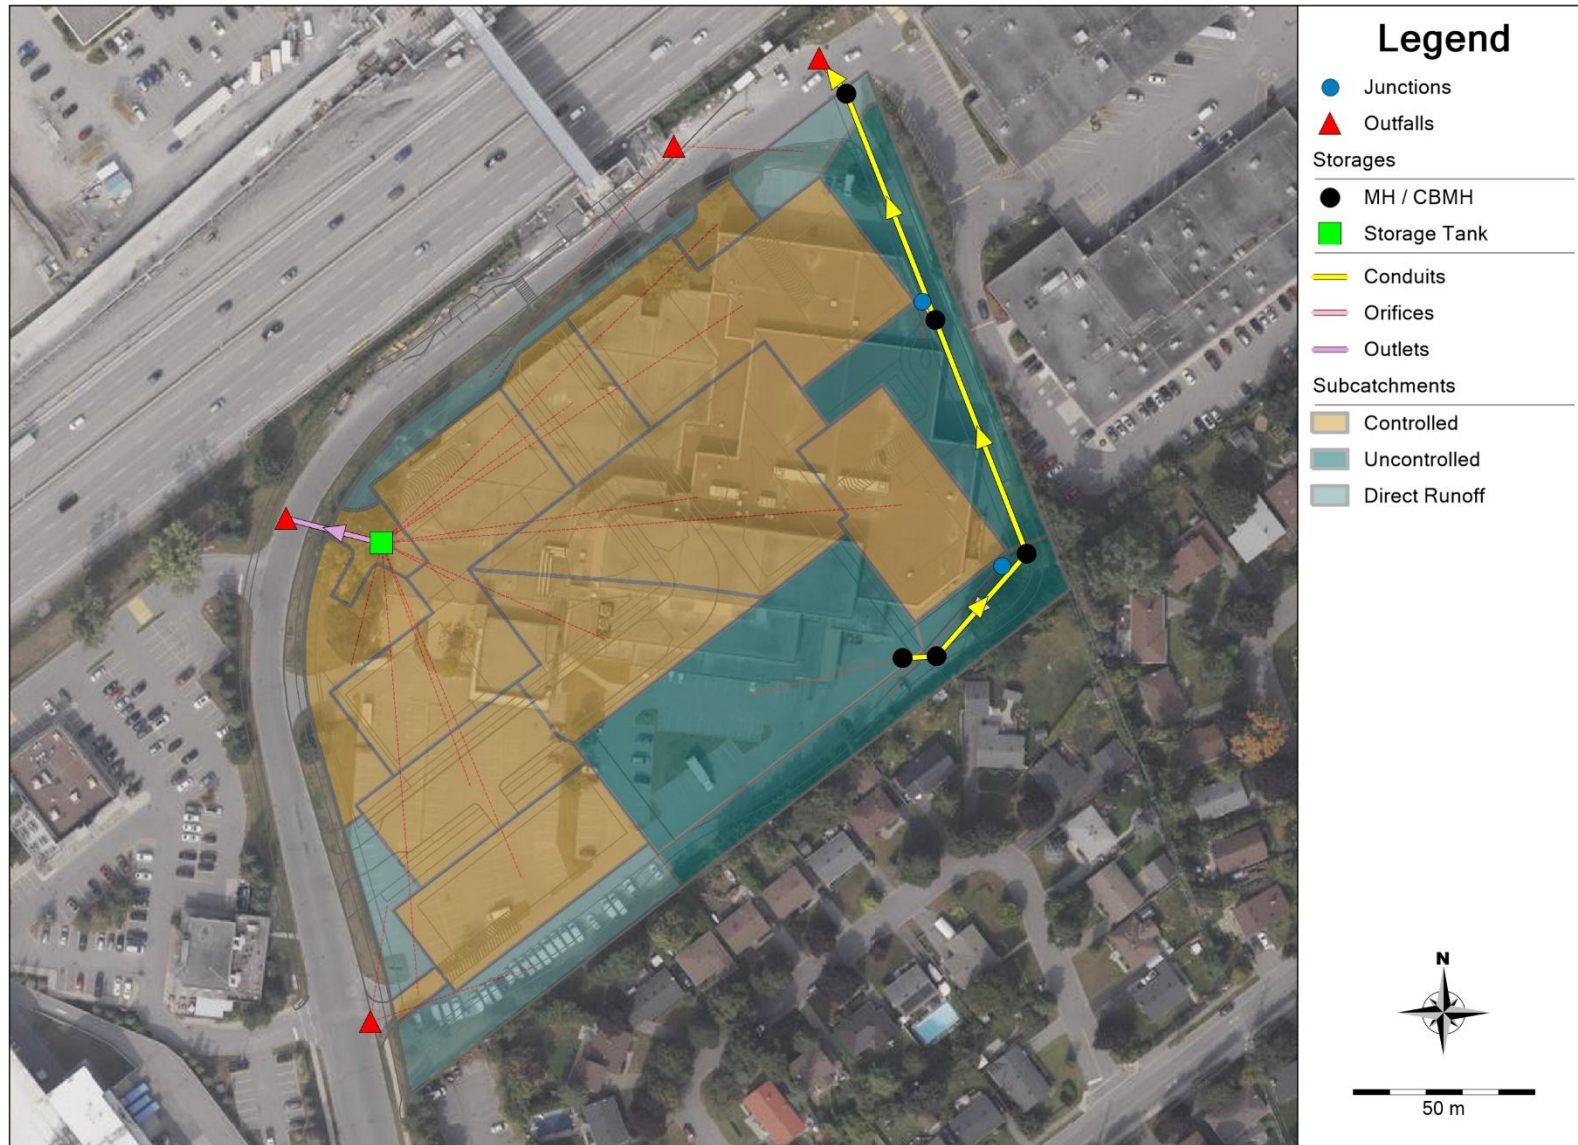 Legend
Junctions
Outfalls
Storages
MH / CBMH
Storage Tank
Conduits
Orifices
Outlets
Subcatchments
Controlled
Uncontrolled
Direct Runoff
N
50 m